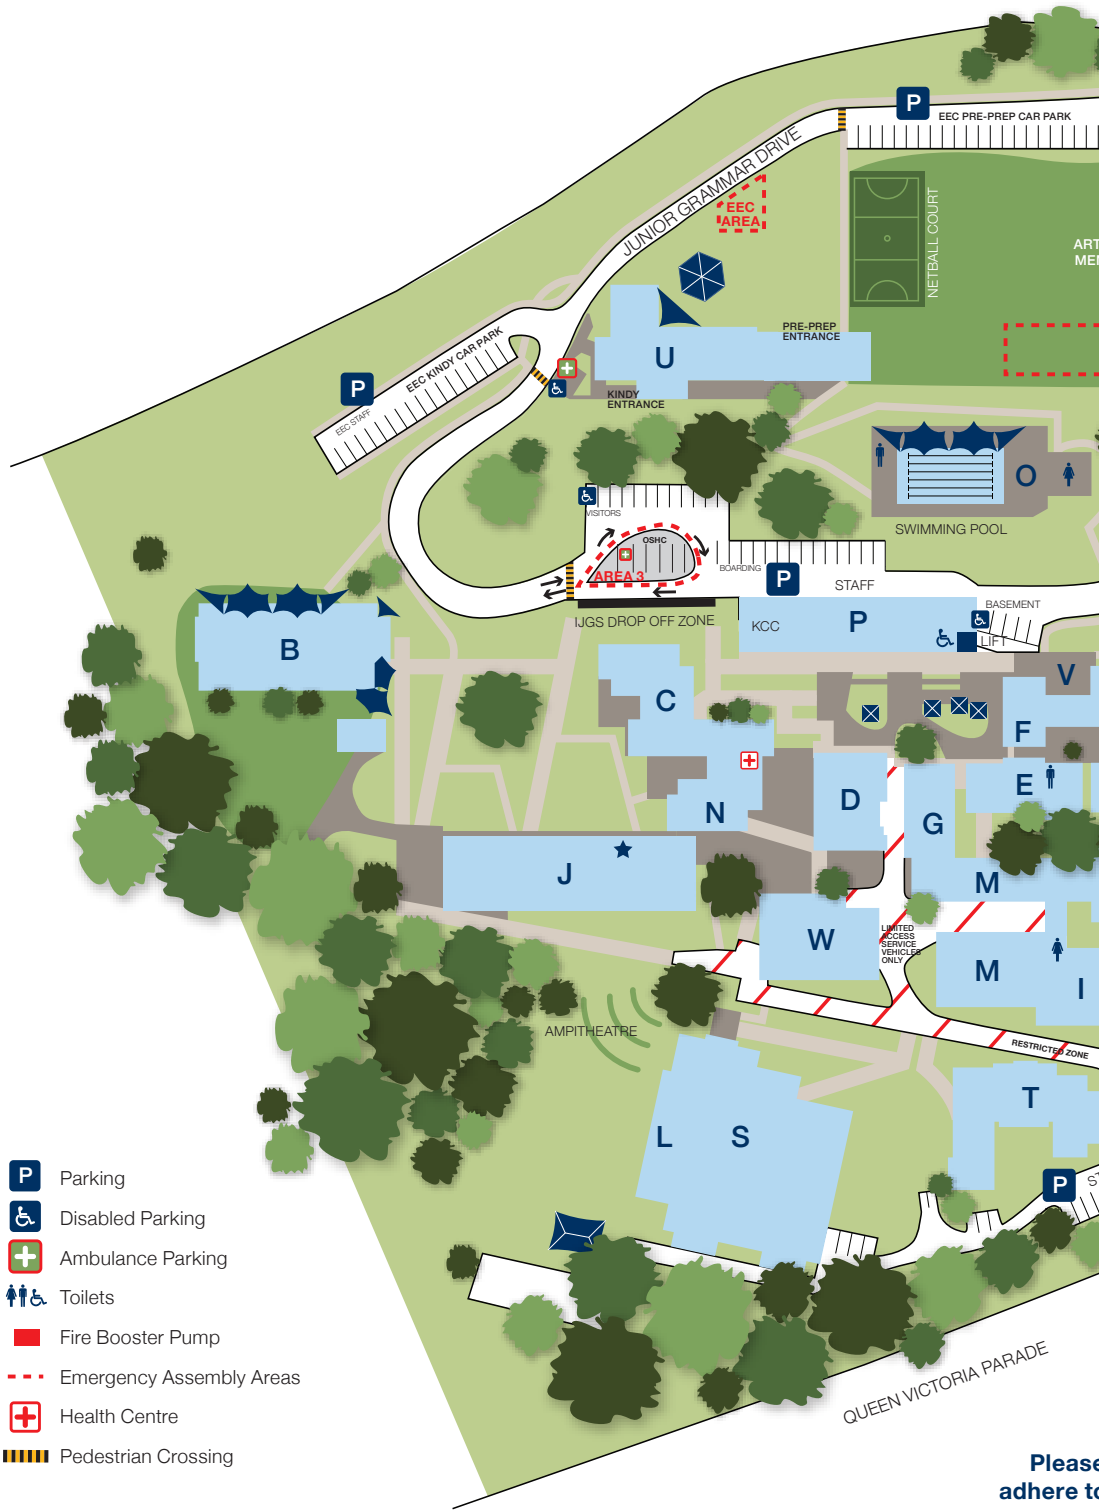 P
EEC PRE-PREP CAR PARK
JUNIOR GRAMMAR DRIVE
EEC
AREA
NETBALL COURT
ART
MEM
PRE-PREP
ENTRANCE
U
EEC KINDY CAR PARK
P
EEC STAFF
KINDY
ENTRANCE
O
SWIMMING POOL
VISITORS
OSHC
AREA 3
BOARDING
P
STAFF
BASEMENT
IJGS DROP OFF ZONE
KCC
P
LIFT
B
V
C
F
E
D
N
G
J
M
W
LIMITED
ACCESS
SERVICE
VEHICLES
ONLY
M
I
AMPITHEATRE
RESTRICTED ZONE
T
L
S
P
P
Parking
Disabled Parking
Ambulance Parking
Toilets
Fire Booster Pump
Emergency Assembly Areas
Health Centre
Pedestrian Crossing
QUEEN VICTORIA PARADE
Please
adhere to